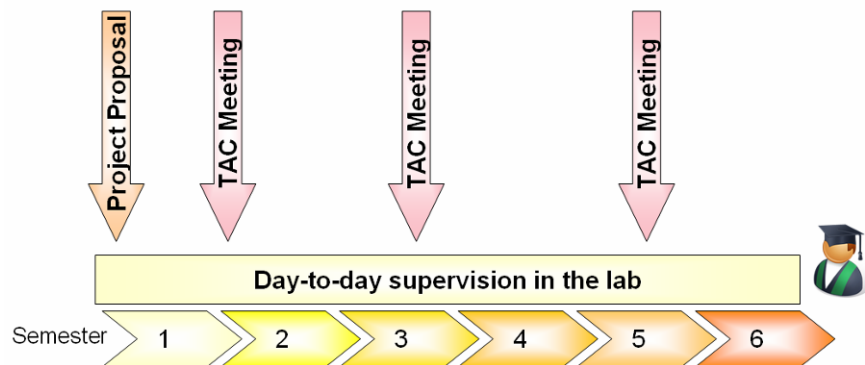 Project Proposal
TAC Meeting
TAC Meeting
TAC Meeting
Day-to-day supervision in the lab
Semester 1 2 3 4 5 6